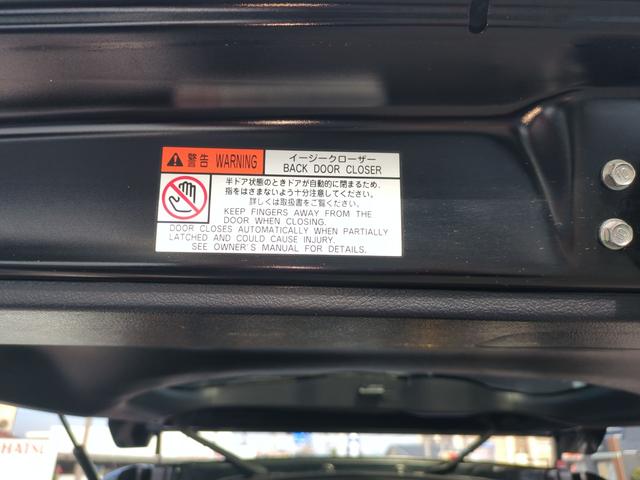 警告 WARNING
イージークローザー
BACK DOOR CLOSER
半ドア状態のときドアが自動的に閉まるため、
指をはさまないよう十分注意してください。
詳しくは取扱書をご覧ください。
KEEP FINGERS AWAY FROM THE
DOOR WHEN CLOSING.
DOOR CLOSES AUTOMATICALLY WHEN PARTIALLY
LATCHED AND COULD CAUSE INJURY.
SEE OWNER'S MANUAL FOR DETAILS.